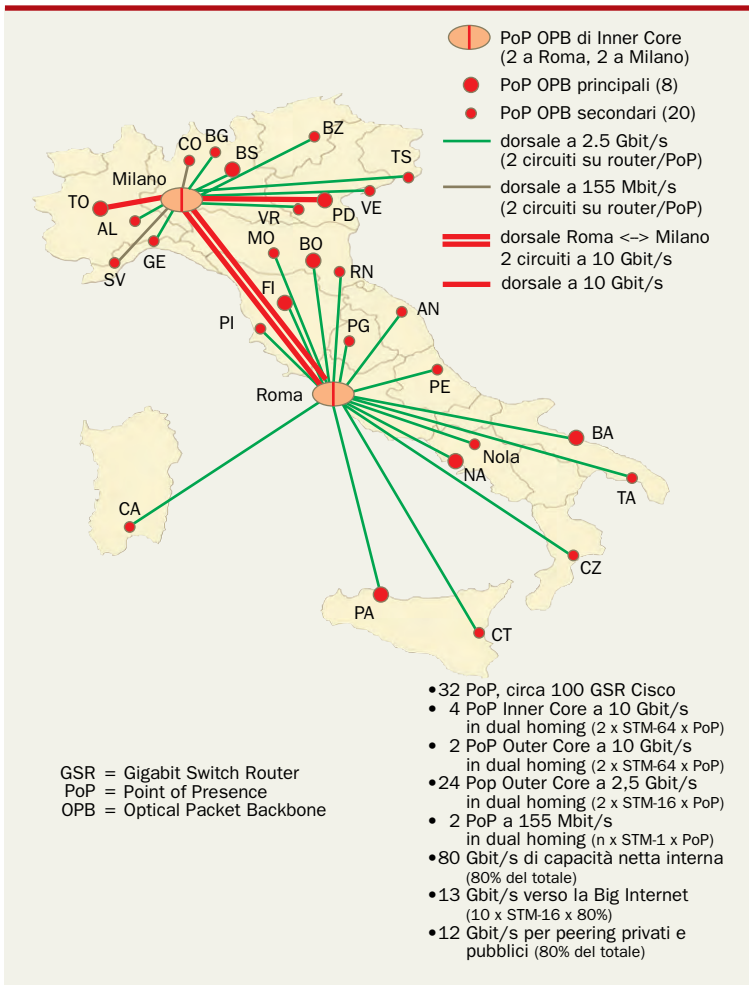 PoP OPB di Inner Core
(2 a Roma, 2 a Milano)
PoP OPB principali (8)
PoP OPB secondari (20)
dorsale a 2.5 Gbit/s
(2 circuiti su router/PoP)
dorsale a 155 Mbit/s
(2 circuiti su router/PoP)
dorsale Roma <–> Milano
2 circuiti a 10 Gbit/s
dorsale a 10 Gbit/s
CO
BG
BS
BZ
TS
Milano
TO
AL
VR
PD
VE
SV
GE
MO
BO
RN
FI
PI
PG
AN
Roma
PE
BA
Nola
NA
TA
CA
CZ
PA
CT
GSR = Gigabit Switch Router
PoP = Point of Presence
OPB = Optical Packet Backbone
•32 PoP, circa 100 GSR Cisco
• 4 PoP Inner Core a 10 Gbit/s
in dual homing (2 x STM-64 x PoP)
• 2 PoP Outer Core a 10 Gbit/s
in dual homing (2 x STM-64 x PoP)
•24 Pop Outer Core a 2,5 Gbit/s
in dual homing (2 x STM-16 x PoP)
• 2 PoP a 155 Mbit/s
in dual homing (n x STM-1 x PoP)
•80 Gbit/s di capacità netta interna
(80% del totale)
•13 Gbit/s verso la Big Internet
(10 x STM-16 x 80%)
•12 Gbit/s per peering privati e
pubblici (80% del totale)